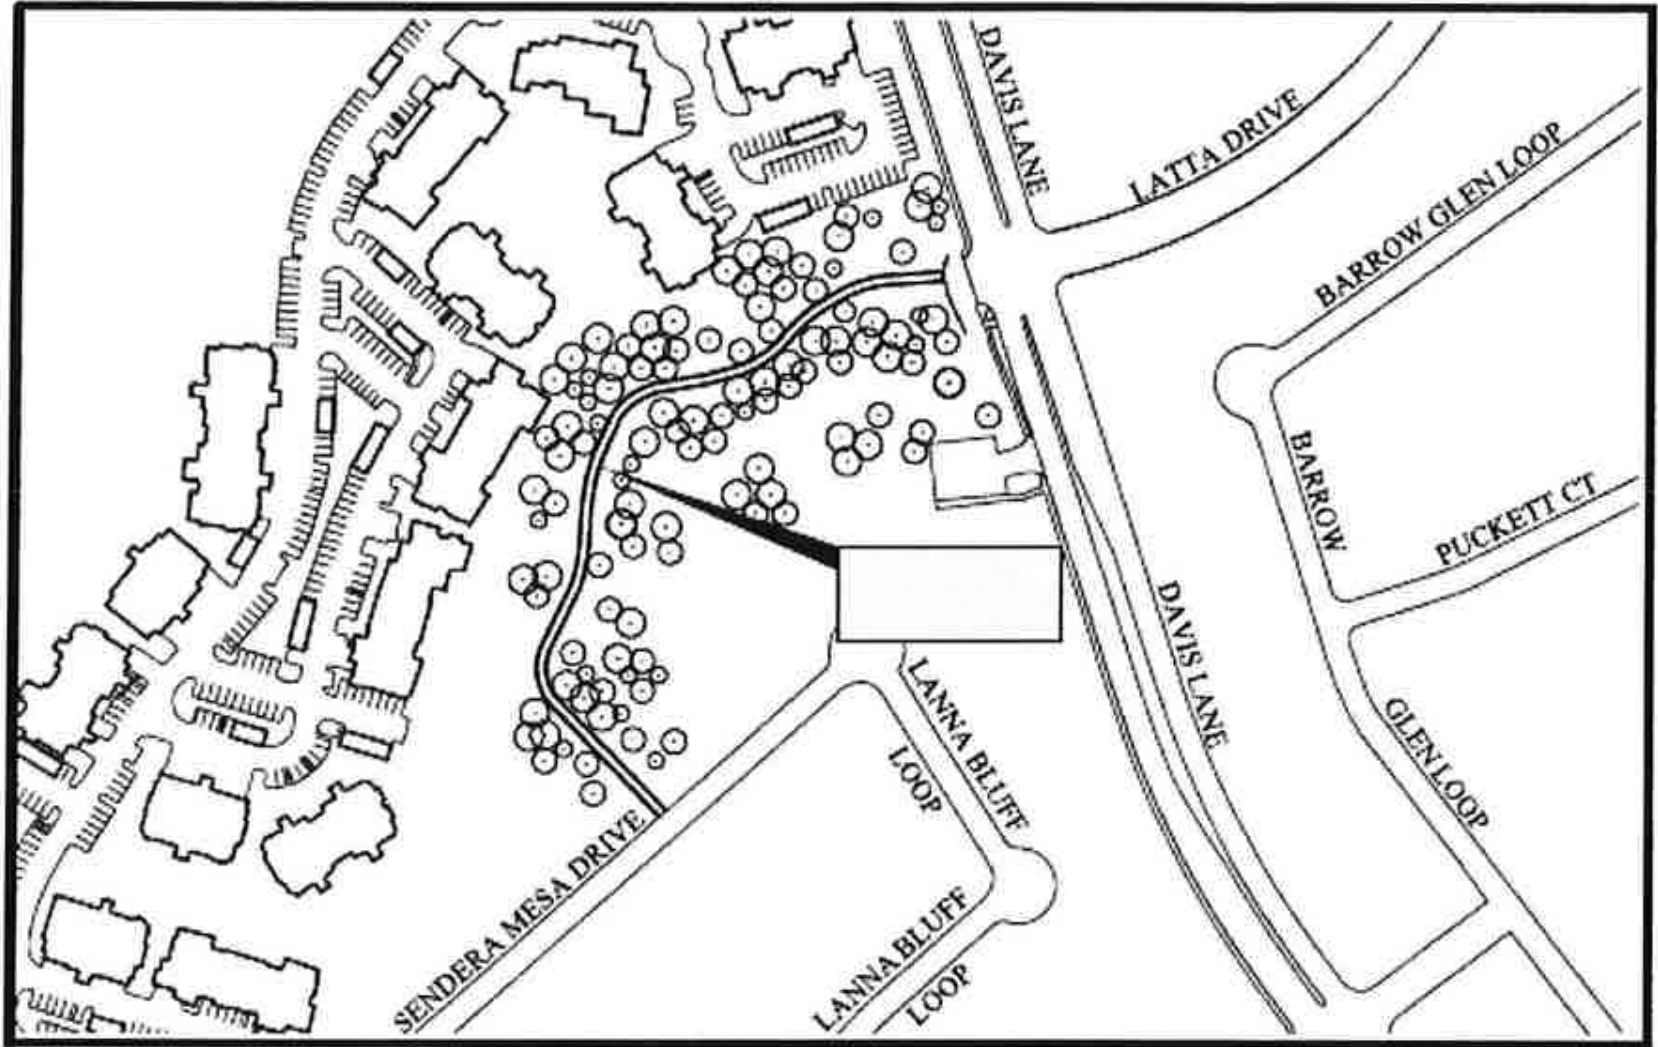 DAVIS LANE
LATTA DRIVE
BARROW GLEN LOOP
BARROW
PUCKETT CT
DAVIS LANE
LANNA BLUFF
LOOP
GLEN LOOP
SENDERA MESA DRIVE
LANNA BLUFF
LOOP